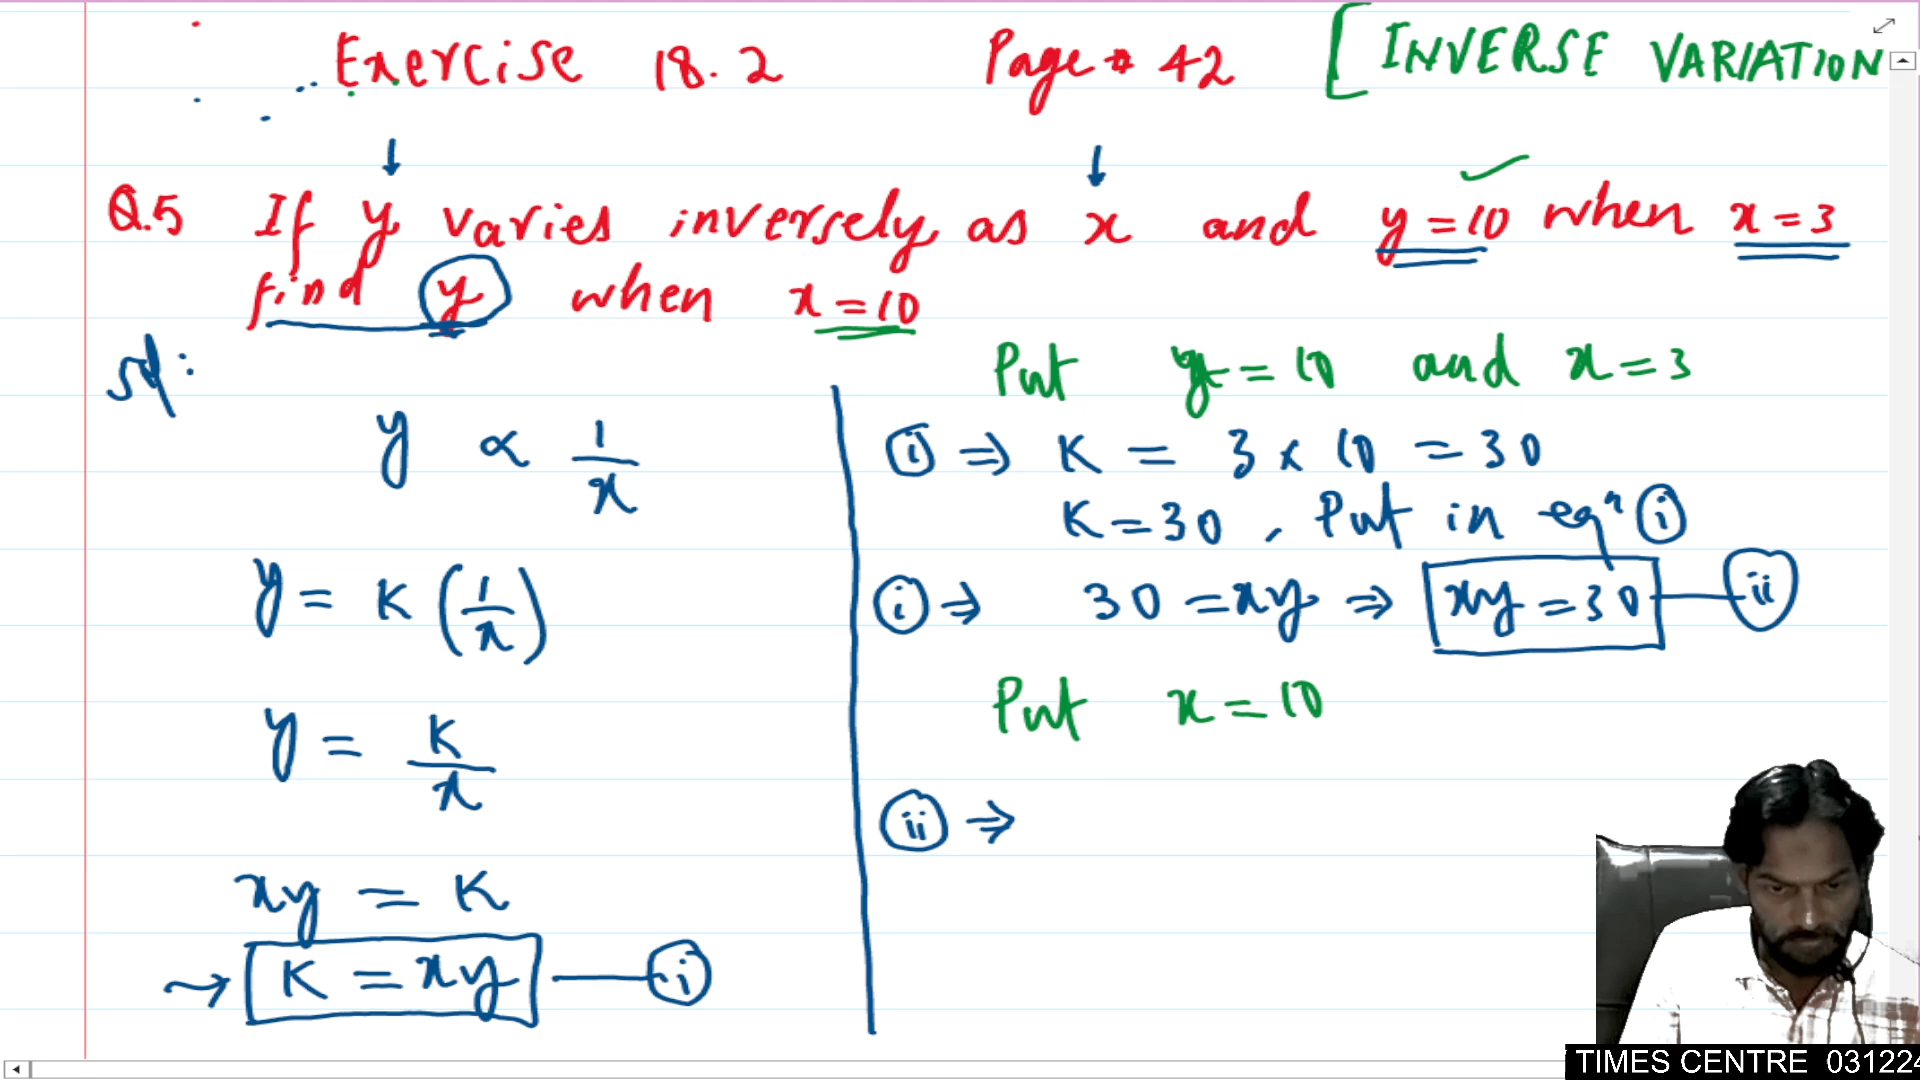 Exercise 18.2 Page # 42 [INVERSE VARIATION
Q.5 If y varies inversely as x and y = 10 when x = 3
find y when x = 10
Sol:
y ∝ 1/x
y = K (1/x)
y = K/x
xy = K
→ K = xy — (i)
Put y = 10 and x = 3
(i) ⇒ K = 3 × 10 = 30
K = 30, Put in eqn (i)
(i) ⇒ 30 = xy ⇒ xy = 30 — (ii)
Put x = 10
(ii) ⇒
TIMES CENTRE 031224